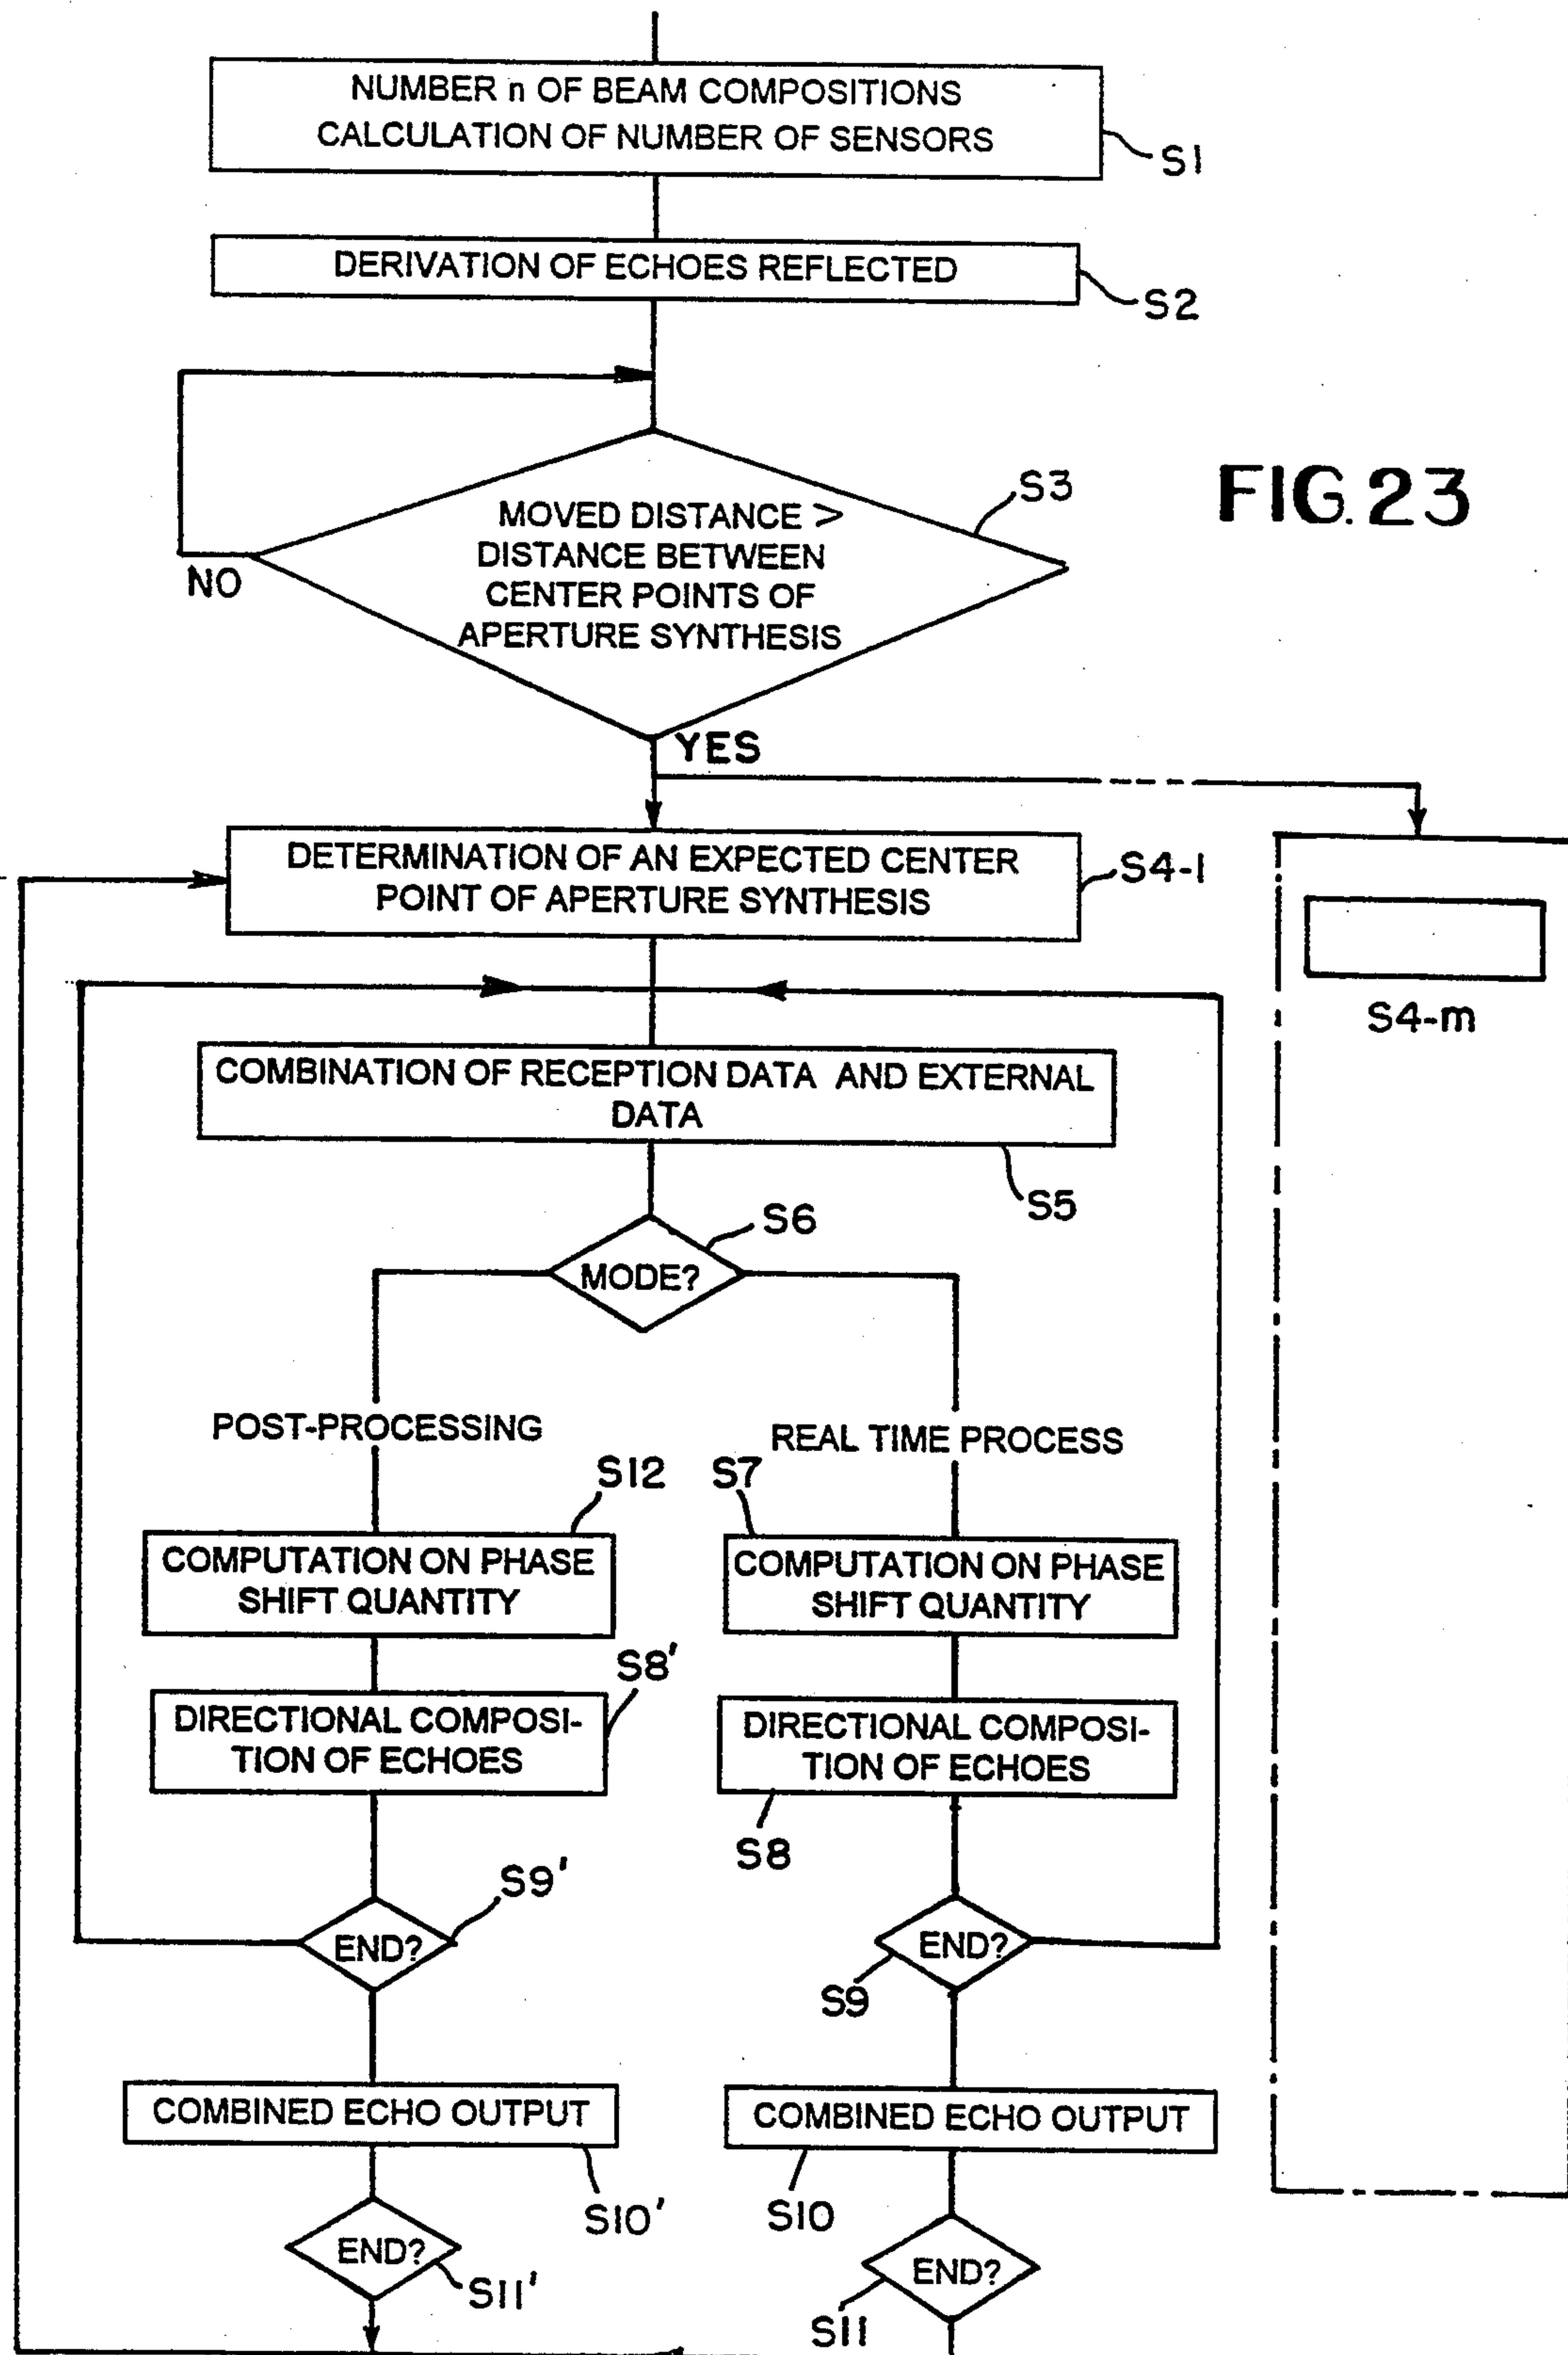 NUMBER n OF BEAM COMPOSITIONS
CALCULATION OF NUMBER OF SENSORS
S1
DERIVATION OF ECHOES REFLECTED
S2
S3
FIG. 23
MOVED DISTANCE >
DISTANCE BETWEEN
CENTER POINTS OF
APERTURE SYNTHESIS
NO
YES
DETERMINATION OF AN EXPECTED CENTER
POINT OF APERTURE SYNTHESIS
S4-1
S4-m
COMBINATION OF RECEPTION DATA AND EXTERNAL
DATA
S5
S6
MODE?
POST-PROCESSING
REAL TIME PROCESS
S12
S7
COMPUTATION ON PHASE
SHIFT QUANTITY
COMPUTATION ON PHASE
SHIFT QUANTITY
S8'
DIRECTIONAL COMPOSI-
TION OF ECHOES
DIRECTIONAL COMPOSI-
TION OF ECHOES
S8
S9'
END?
END?
S9
COMBINED ECHO OUTPUT
COMBINED ECHO OUTPUT
S10'
S10
END?
END?
S11'
S11